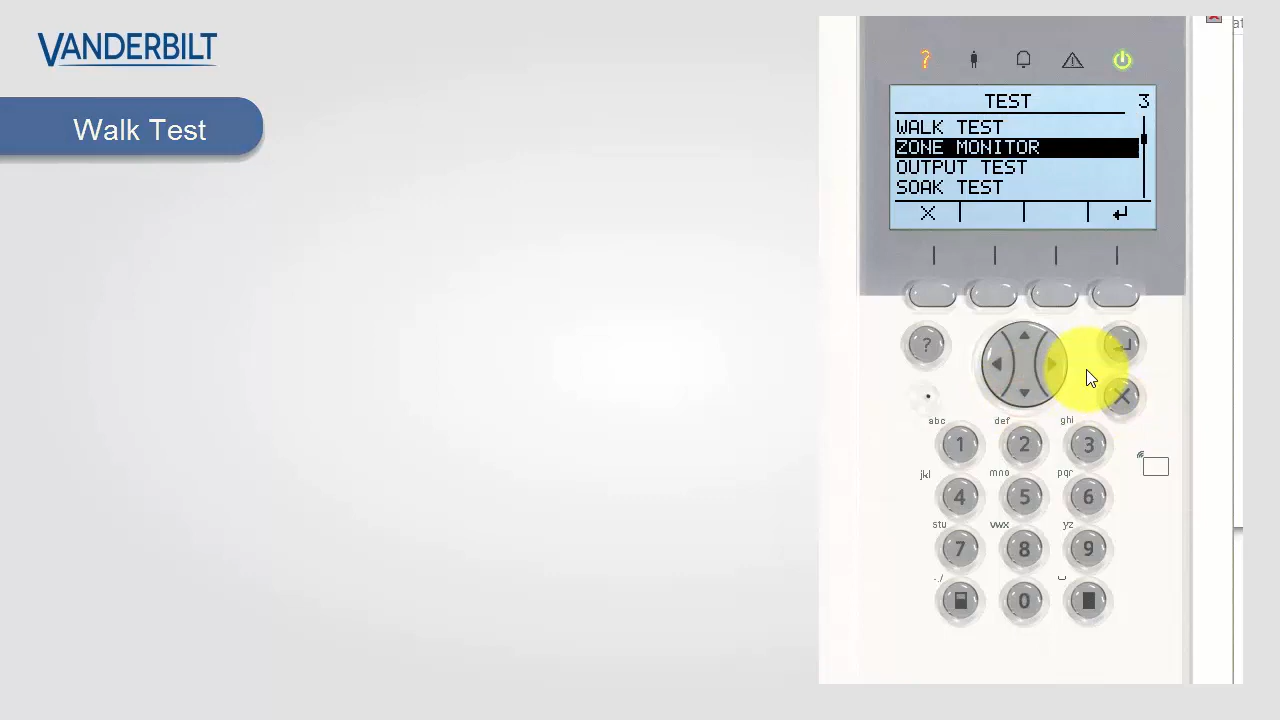 VANDERBILT
Walk Test
TEST 3
WALK TEST
ZONE MONITOR
OUTPUT TEST
SOAK TEST
?
abc def ghi
1 2 3
jkl mno pqr
4 5 6
stu vwx yz
7 8 9
-./
0